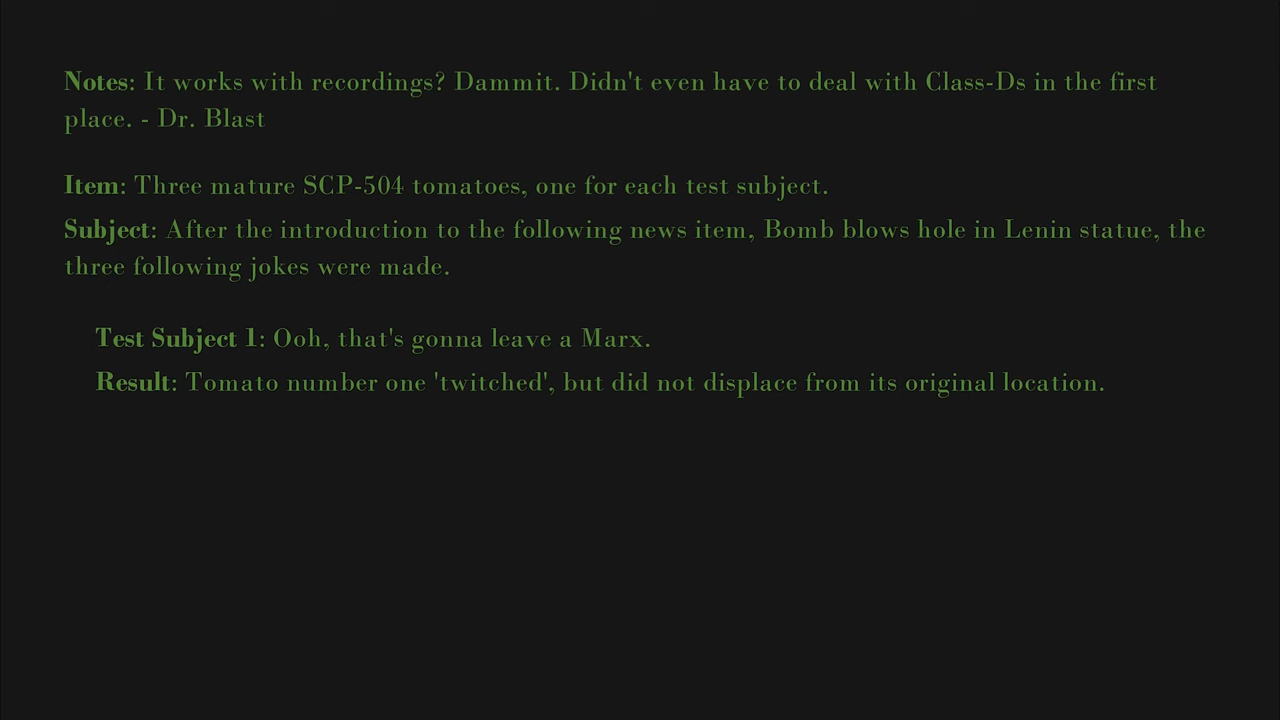 Notes: It works with recordings? Dammit. Didn't even have to deal with Class-Ds in the first
place. - Dr. Blast
Item: Three mature SCP-504 tomatoes, one for each test subject.
Subject: After the introduction to the following news item, Bomb blows hole in Lenin statue, the
three following jokes were made.
Test Subject 1: Ooh, that's gonna leave a Marx.
Result: Tomato number one 'twitched', but did not displace from its original location.